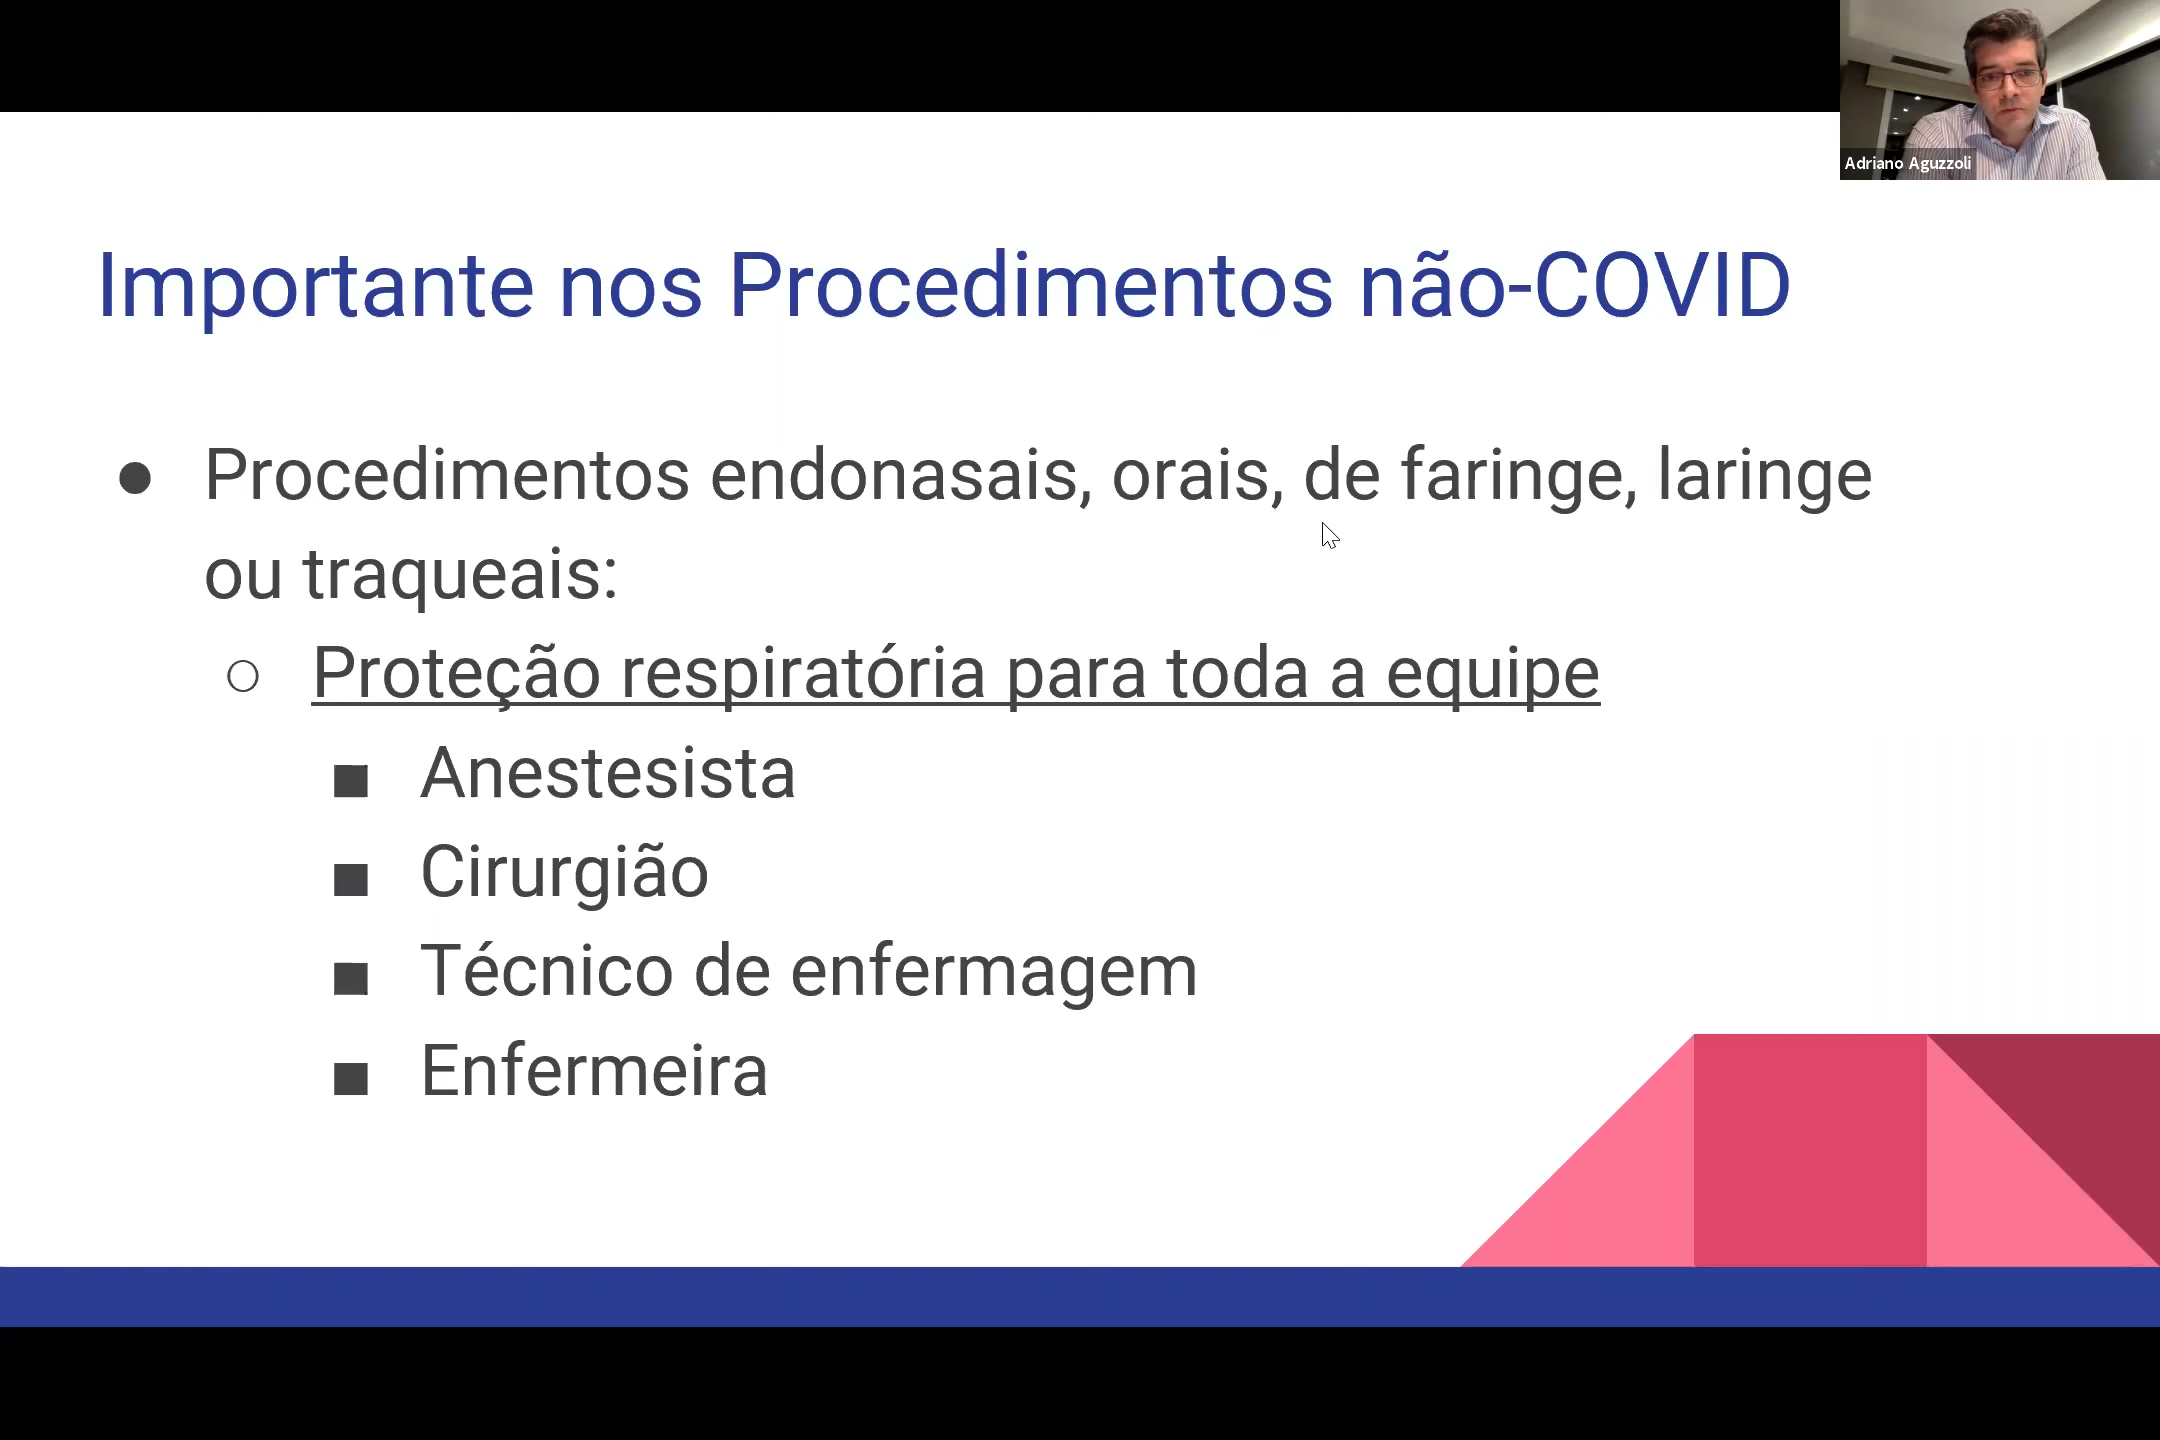 Adriano Aguzzoli
Importante nos Procedimentos não-COVID
● Procedimentos endonasais, orais, de faringe, laringe
ou traqueais:
○ Proteção respiratória para toda a equipe
■ Anestesista
■ Cirurgião
■ Técnico de enfermagem
■ Enfermeira